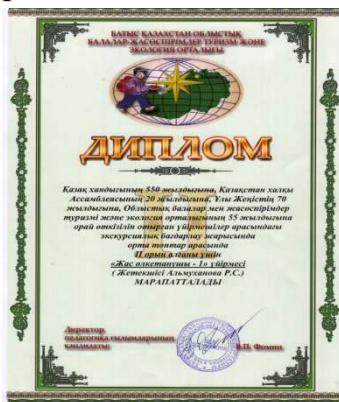 БАТЫС ҚАЗАҚСТАН ОБЛЫСТЫҚ
БАЛАЛАР-ЖАСӨСПІРІМДЕР ТУРИЗМ ЖӘНЕ
ЭКОЛОГИЯ ОРТАЛЫҒЫ
ДИПЛОМ
Қазақ хандығының 550 жылдығына, Қазақстан халқы
Ассамблеясының 20 жылдығына, Ұлы Жеңістің 70
жылдығына, Облыстық балалар мен жасөспірімдер
туризмі және экология орталығының 55 жылдығына
орай өткізіліп отырған үйірмешілер арасындағы
экскурсиялық бағдарлау жарысында
орта топтар арасында
II орын алғаны үшін
«Жас өлкетанушы - 1» үйірмесі
( Жетекшісі Альмуханова Р.С.)
МАРАПАТТАЛАДЫ
Директор,
педагогика ғылымдарының
кандидаты:
В.П. Фомин